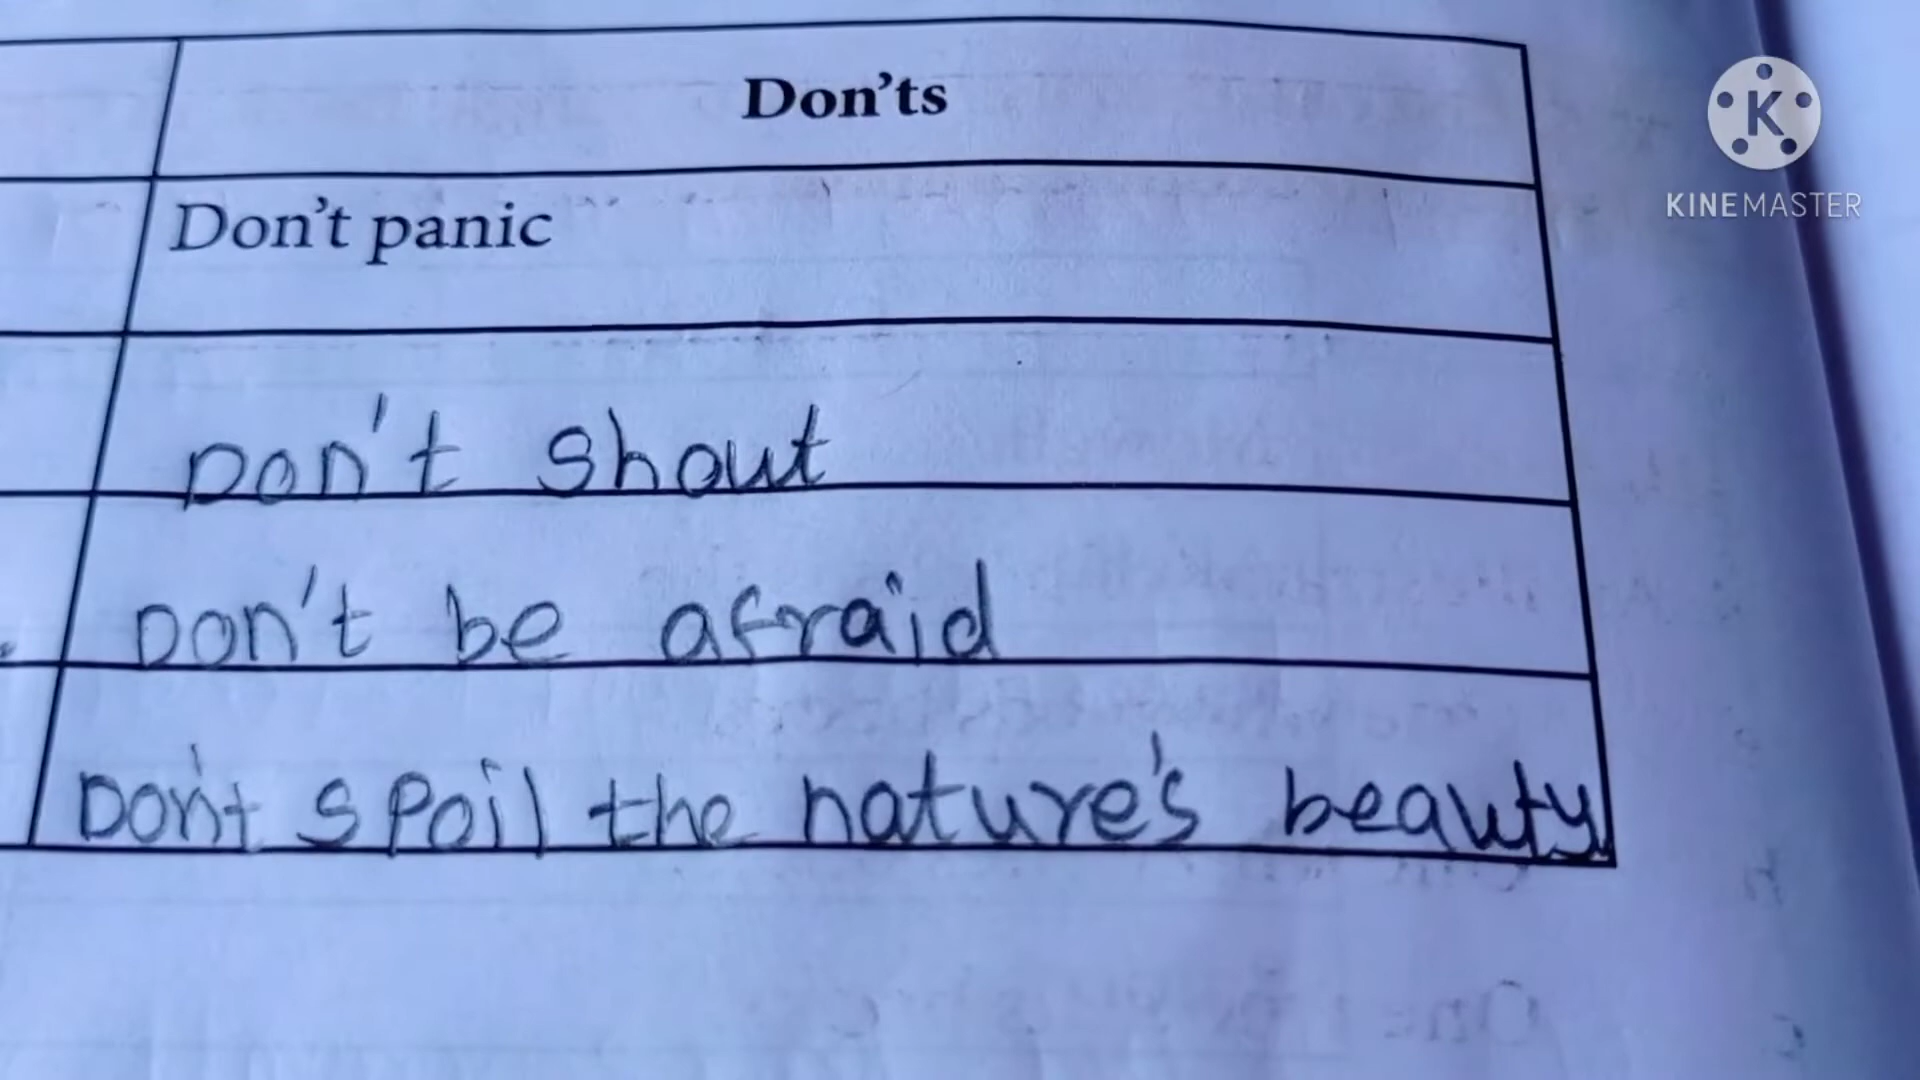 Don'ts
K
KINEMASTER
Don't panic
Don't shout
Don't be afraid
Don't spoil the nature's beauty